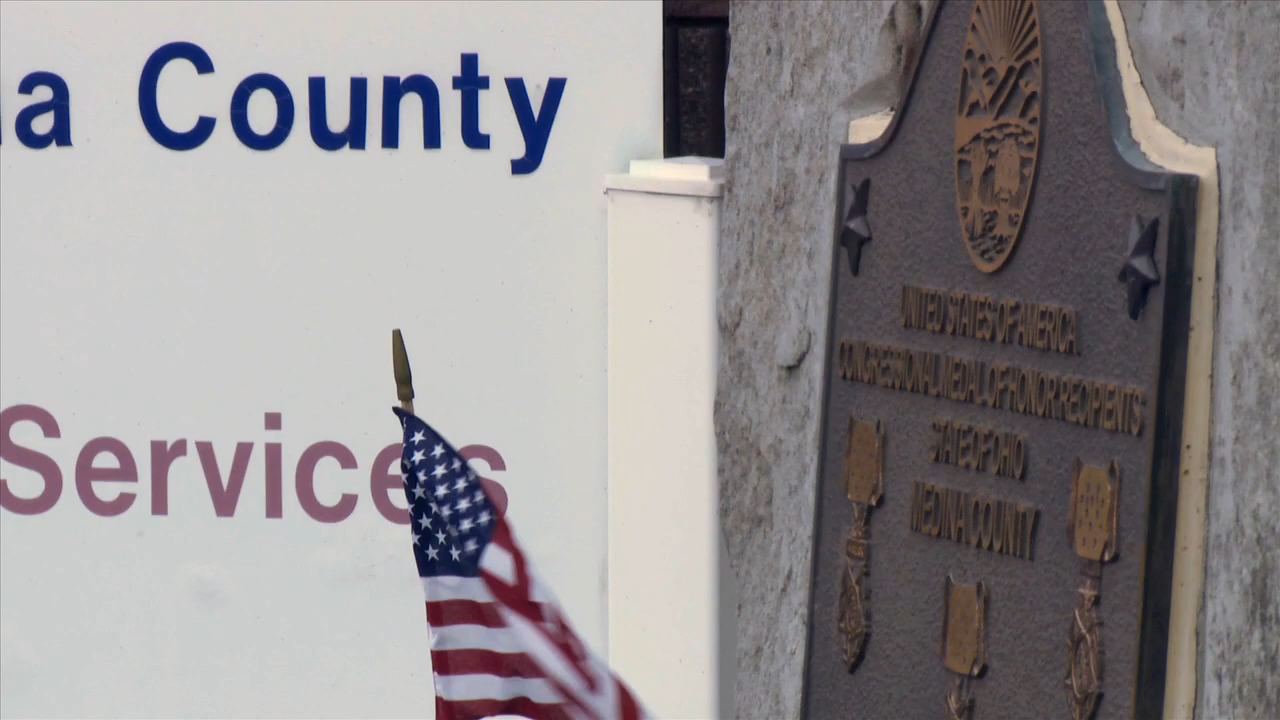 a County
Services
UNITED STATES OF AMERICA
CONGRESSIONAL MEDAL OF HONOR RECIPIENTS
STATE OF OHIO
MEDINA COUNTY